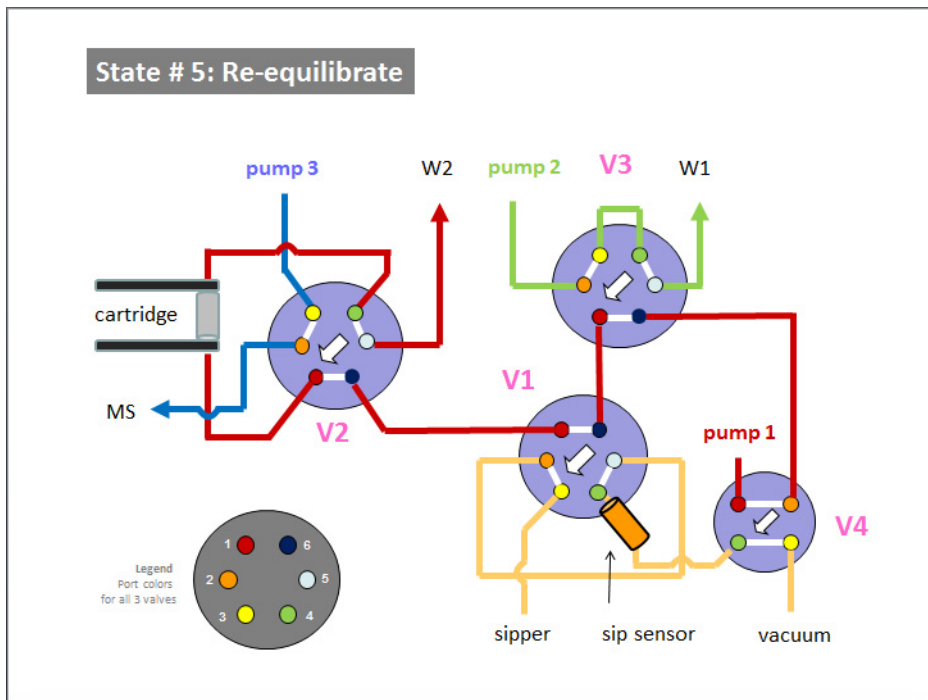 State # 5: Re-equilibrate
pump 3
W2
pump 2
V3
W1
cartridge
MS
V2
V1
pump 1
V4
Legend
Port colors
for all 3 valves
1
6
2
5
3
4
sipper
sip sensor
vacuum